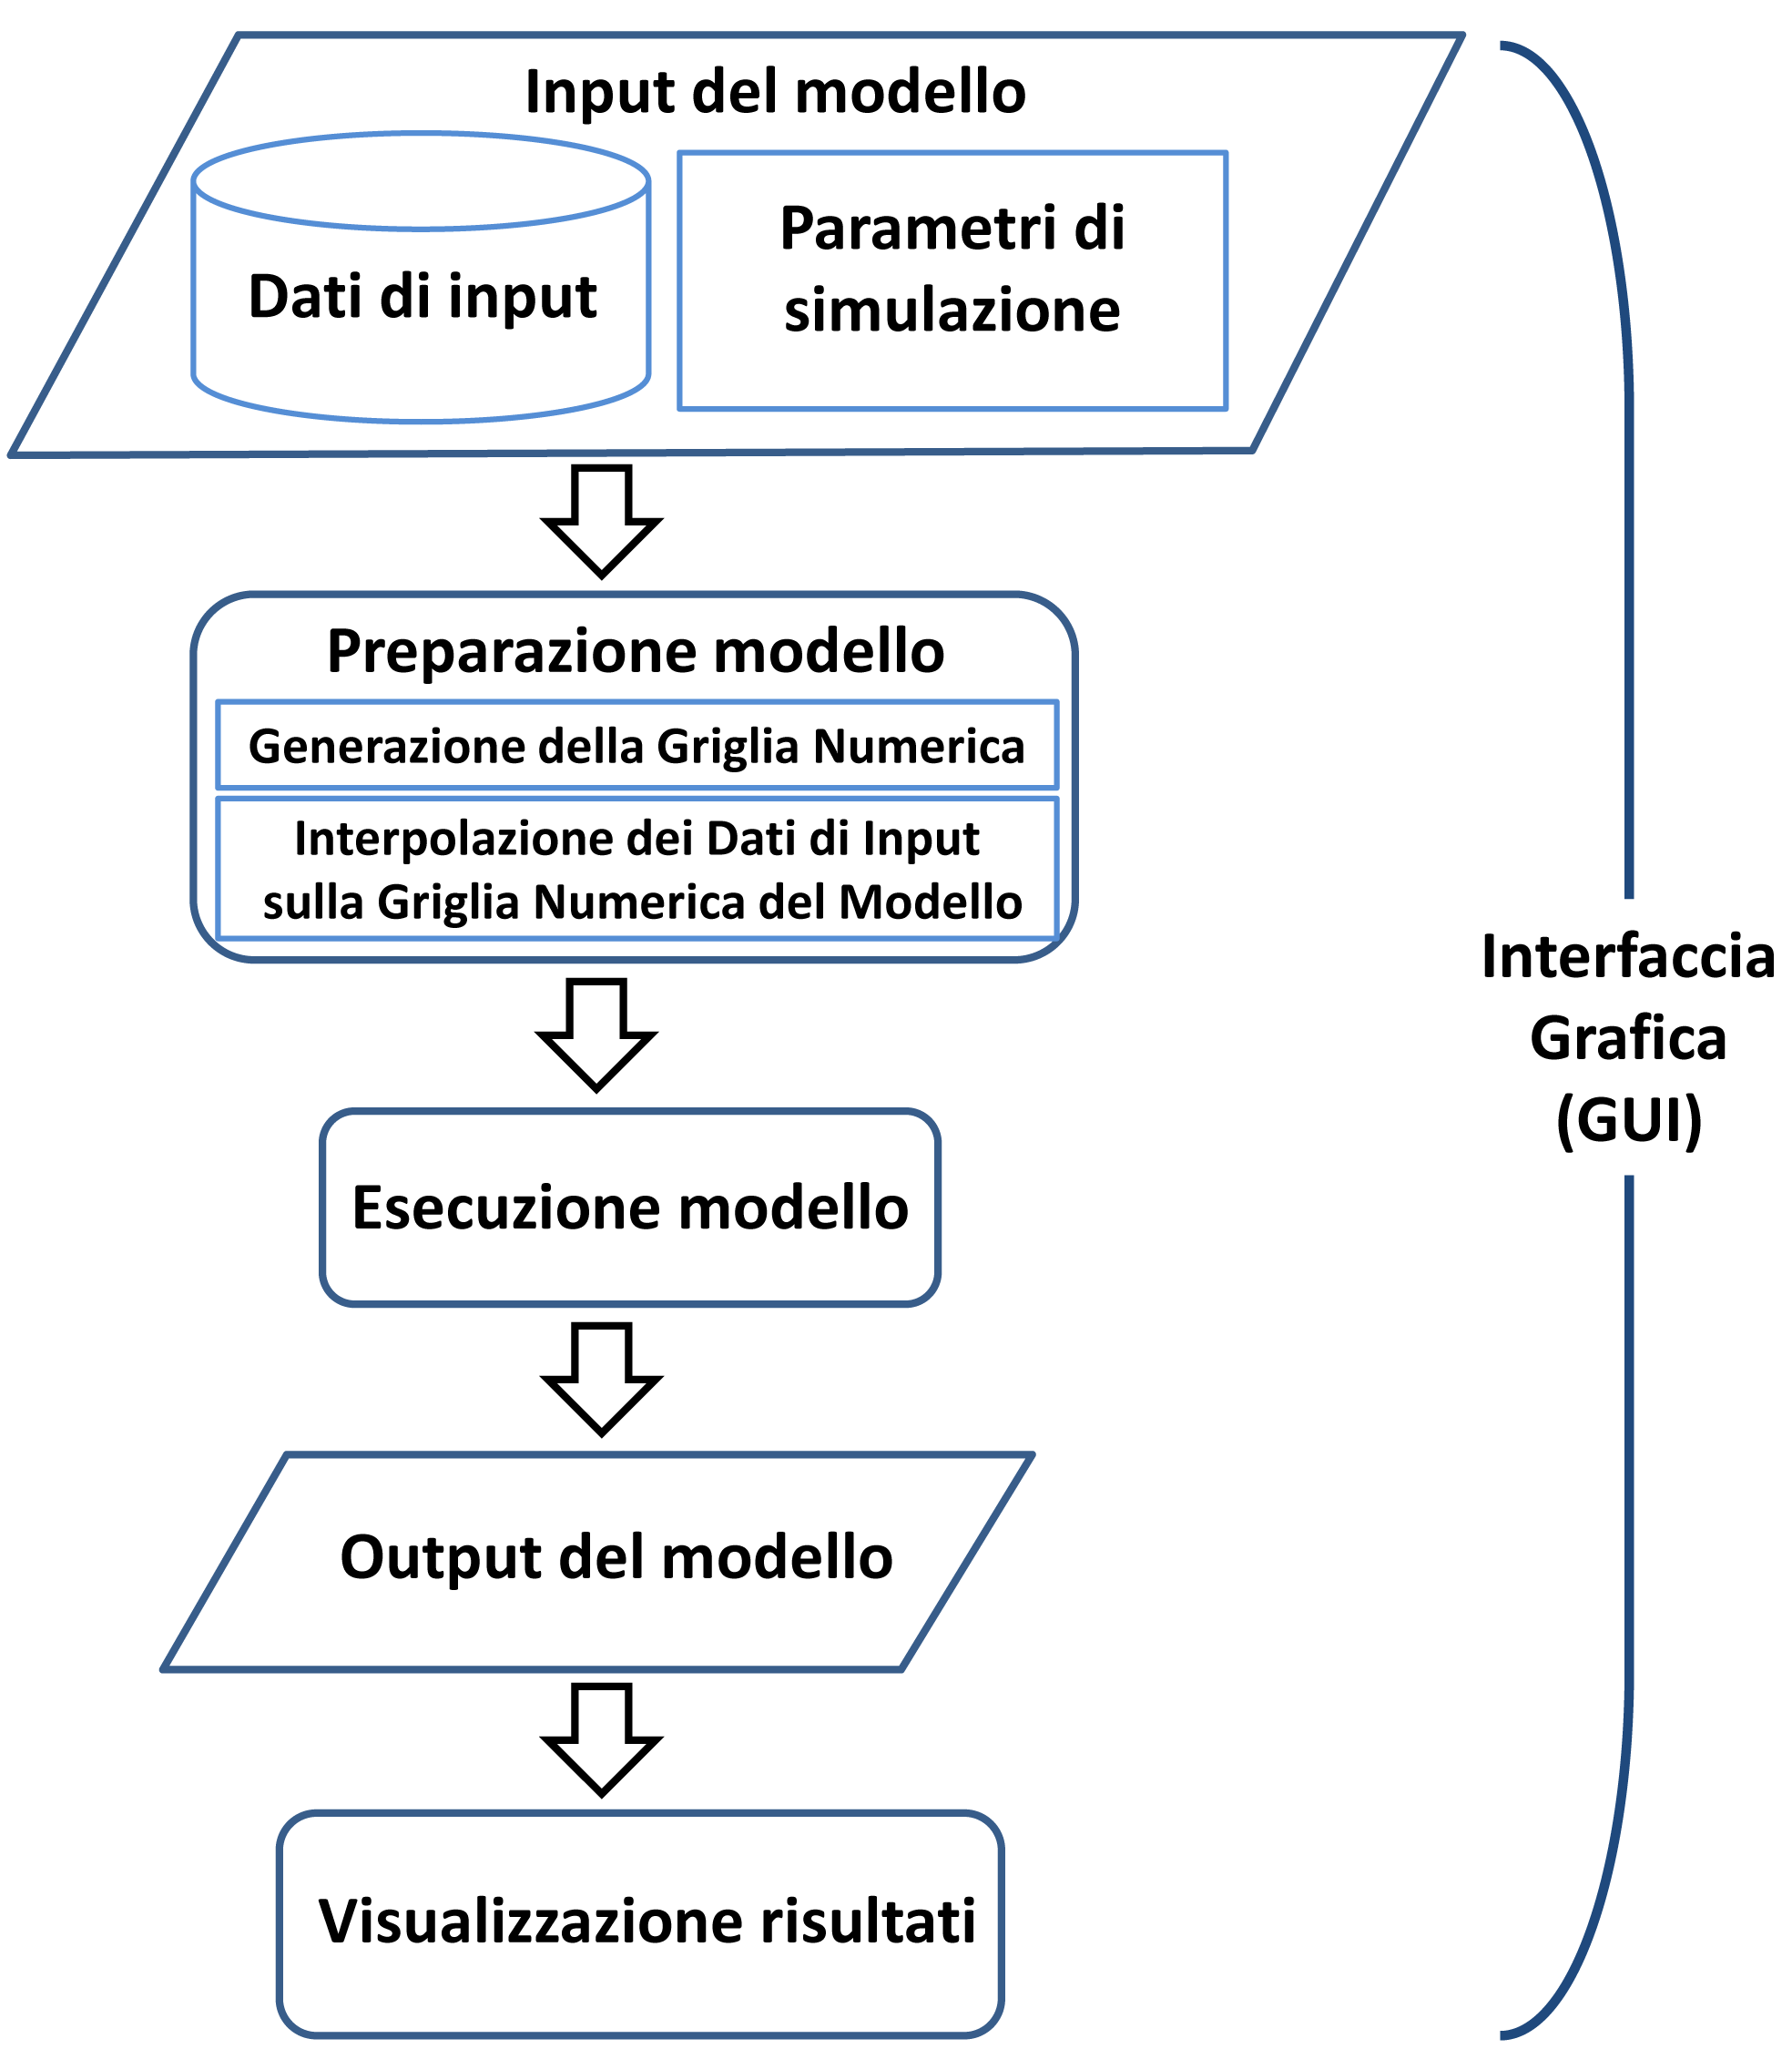 Input del modello
Dati di input
Parametri di
simulazione
Preparazione modello
Generazione della Griglia Numerica
Interpolazione dei Dati di Input
sulla Griglia Numerica del Modello
Esecuzione modello
Output del modello
Visualizzazione risultati
Interfaccia
Grafica
(GUI)